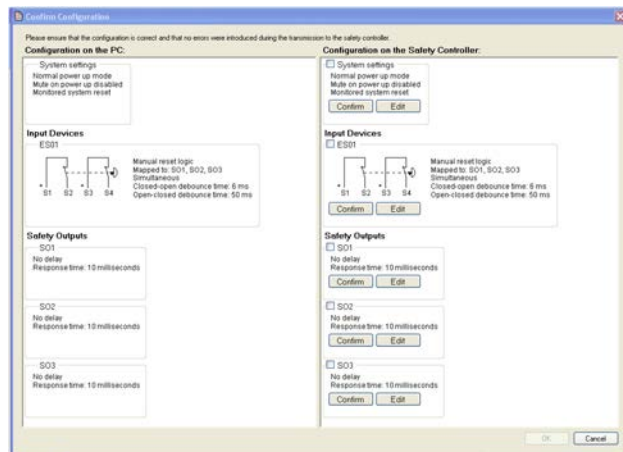 Confirm Configuration
Please ensure that the configuration is correct and that no errors were introduced during the transmission to the safety controller.
Configuration on the PC:
System settings
Normal power up mode
Mute on power up disabled
Monitored system reset
Input Devices
ES01
S1 S2 S3 S4
Manual reset logic
Mapped to: SO1, SO2, SO3
Simultaneous
Closed-open debounce time: 6 ms
Open-closed debounce time: 50 ms
Safety Outputs
SO1
No delay
Response time: 10 milliseconds
SO2
No delay
Response time: 10 milliseconds
SO3
No delay
Response time: 10 milliseconds
Configuration on the Safety Controller:
System settings
Normal power up mode
Mute on power up disabled
Monitored system reset
Confirm Edit
Input Devices
ES01
S1 S2 S3 S4
Manual reset logic
Mapped to: SO1, SO2, SO3
Simultaneous
Closed-open debounce time: 6 ms
Open-closed debounce time: 50 ms
Confirm Edit
Safety Outputs
SO1
No delay
Response time: 10 milliseconds
Confirm Edit
SO2
No delay
Response time: 10 milliseconds
Confirm Edit
SO3
No delay
Response time: 10 milliseconds
Confirm Edit
OK Cancel